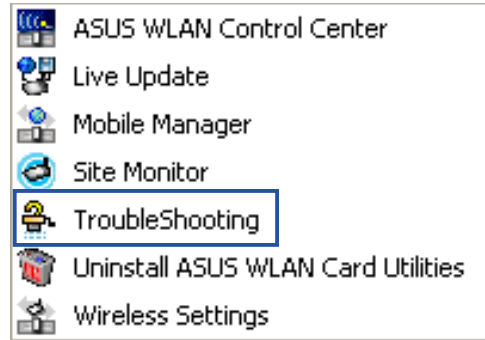 ASUS WLAN Control Center
Live Update
Mobile Manager
Site Monitor
TroubleShooting
Uninstall ASUS WLAN Card Utilities
Wireless Settings